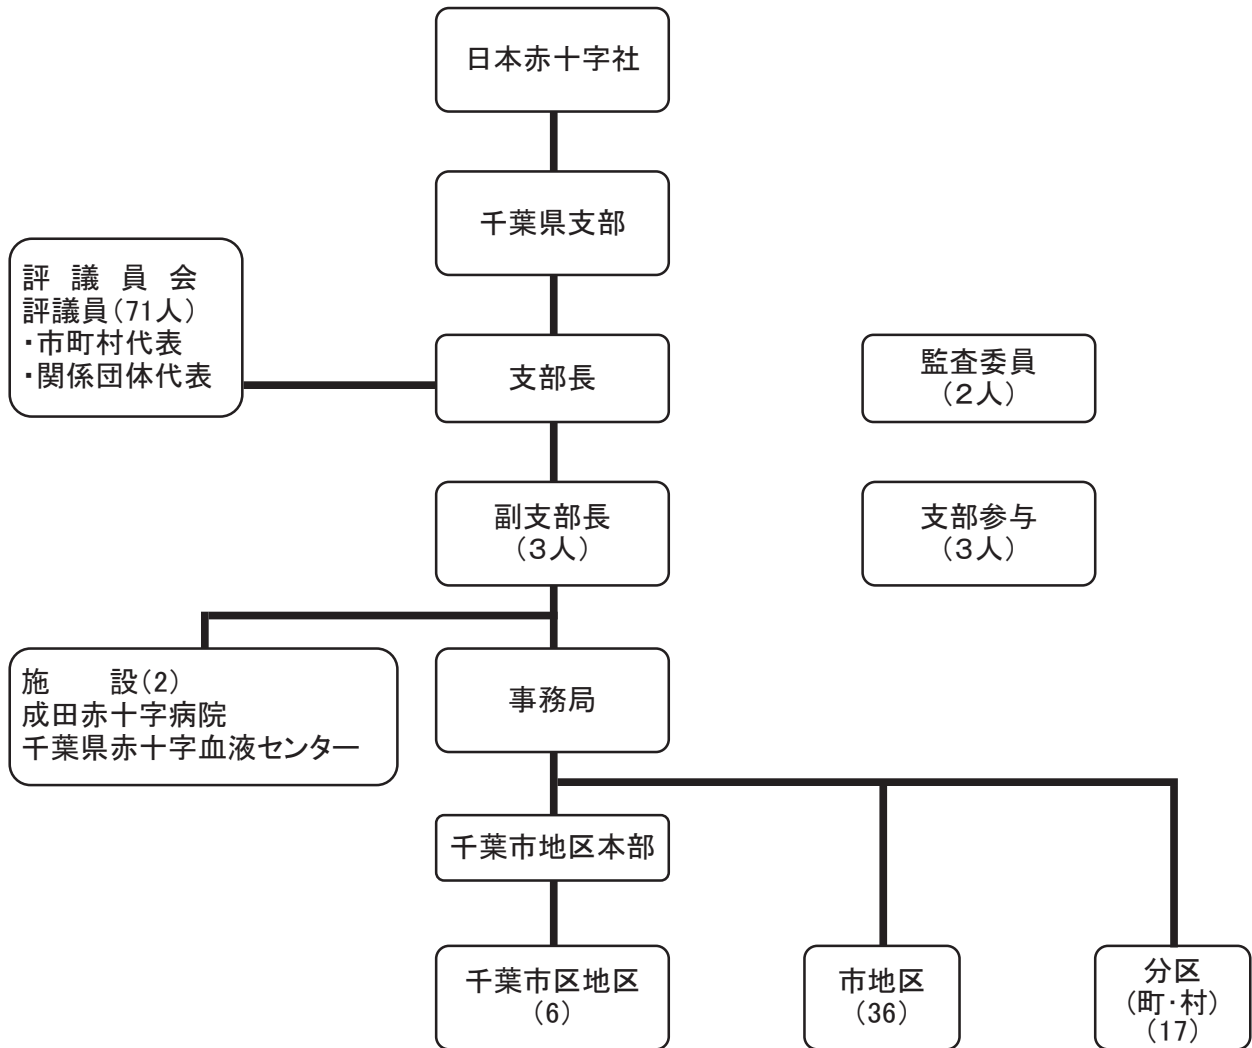 日本赤十字社
千葉県支部
評 議 員 会
評議員(71人)
・市町村代表
・関係団体代表
支部長
監査委員
(2人)
副支部長
(3人)
支部参与
(3人)
施　　設(2)
成田赤十字病院
千葉県赤十字血液センター
事務局
千葉市地区本部
千葉市区地区
(6)
市地区
(36)
分区
(町・村)
(17)